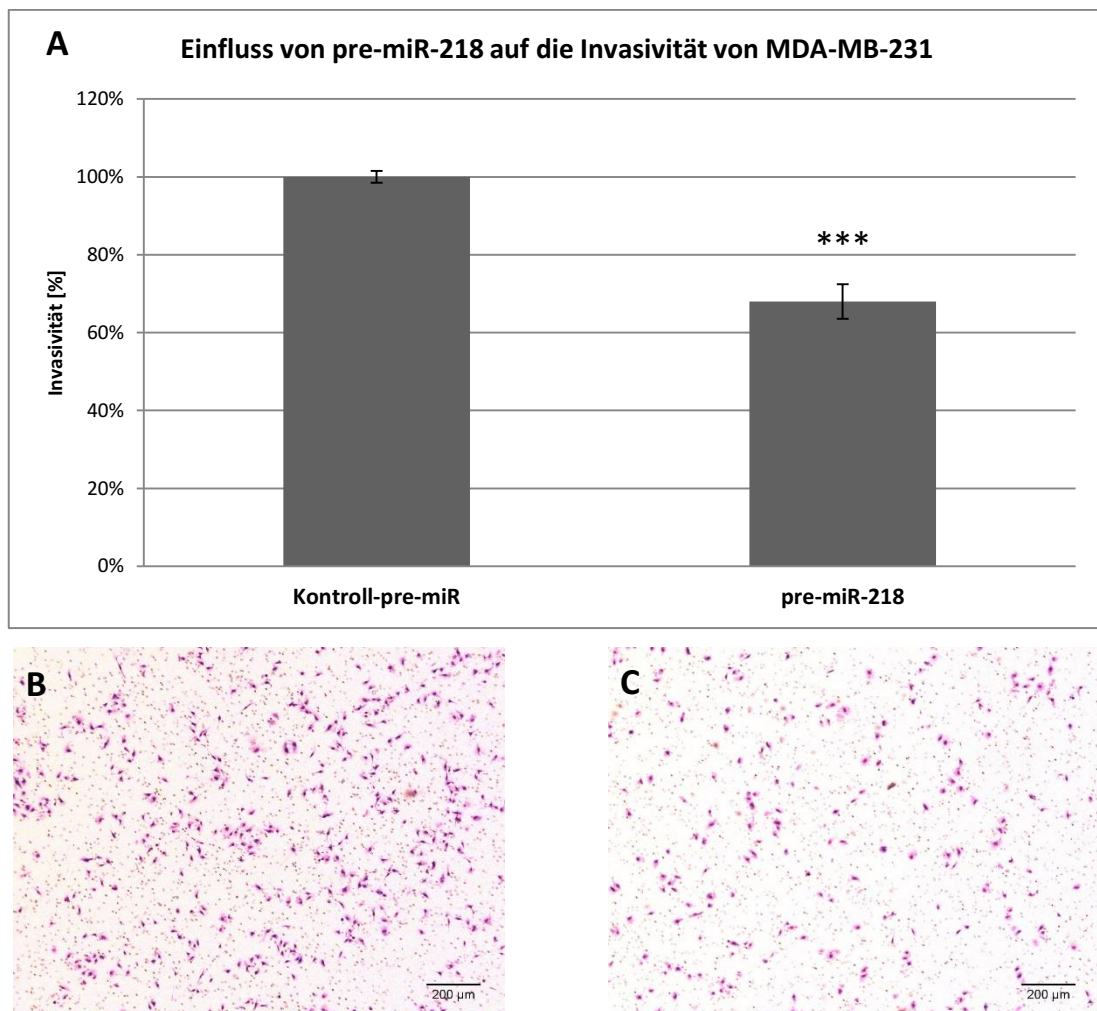 A
Einfluss von pre-miR-218 auf die Invasivität von MDA-MB-231
120%
100%
80%
60%
40%
20%
0%
Invasivität [%]
***
Kontroll-pre-miR
pre-miR-218
B
200 µm
C
200 µm